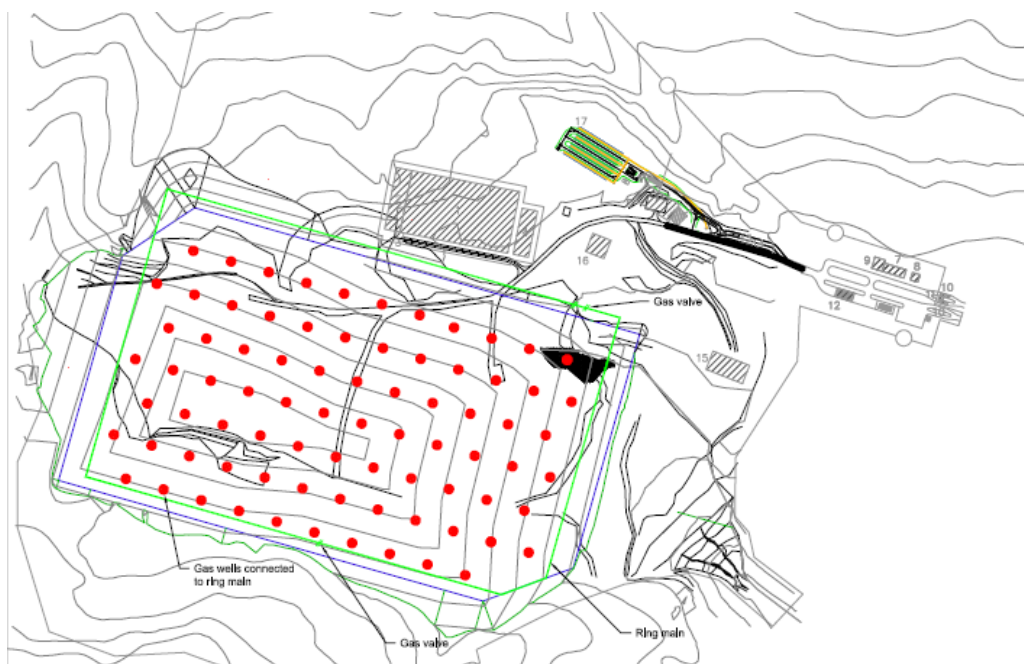 17
16
9
7
8
10
12
15
Gas valve
Gas wells connected
to ring main
Gas valve
Ring main